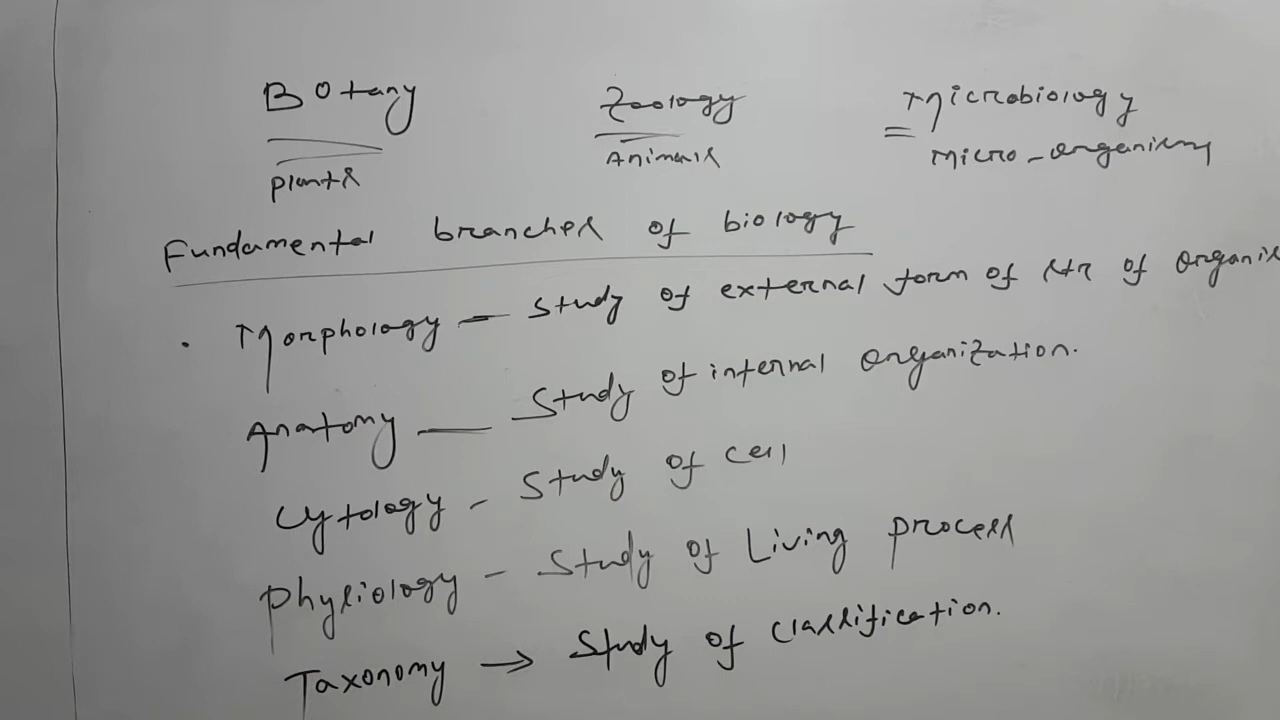 Botany Zoology Microbiology
plants Animals Micro-organism
Fundamental branches of biology
Morphology - Study of external form of str of organis
Anatomy - Study of internal organization.
Cytology - Study of cell
Physiology - Study of Living process
Taxonomy → Study of classification.